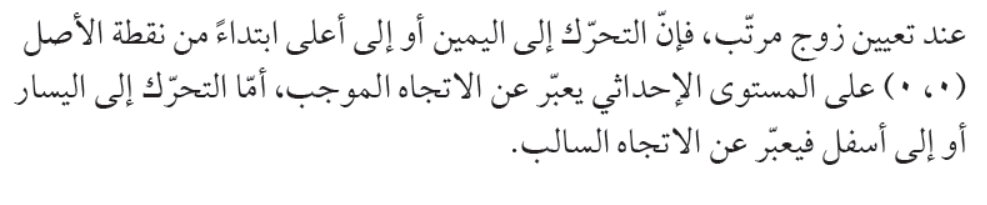 عند تعيين زوج مرتّب، فإنّ التحرّك إلى اليمين أو إلى أعلى ابتداءً من نقطة الأصل
(٠، ٠) على المستوى الإحداثي يعبّر عن الاتجاه الموجب، أمّا التحرّك إلى اليسار
أو إلى أسفل فيعبّر عن الاتجاه السالب.